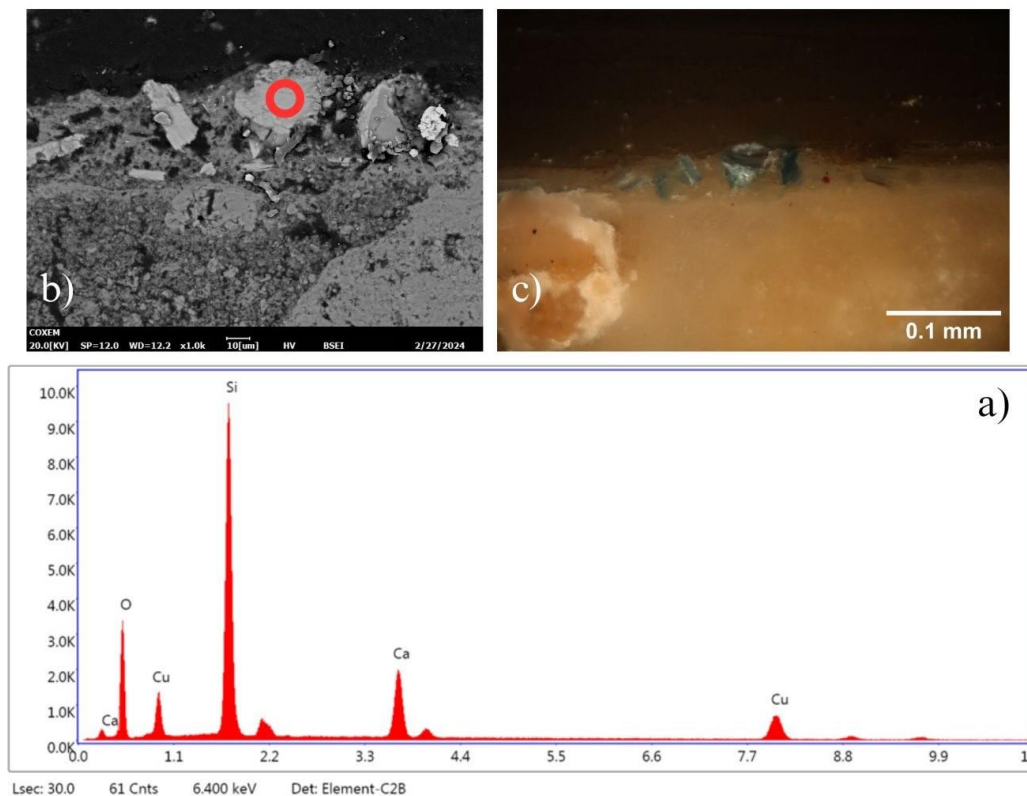 b)
COXEM
20.0[KV] SP=12.0 WD=12.2 x1.0k 10[um] HV BSEI 2/27/2024
c)
0.1 mm
a)
10.0K
9.0K
8.0K
7.0K
6.0K
5.0K
4.0K
3.0K
2.0K
1.0K
0.0K
Si
O
Cu
Ca
Ca
Cu
0.0 1.1 2.2 3.3 4.4 5.5 6.6 7.7 8.8 9.9
Lsec: 30.0 61 Cnts 6.400 keV Det: Element-C2B